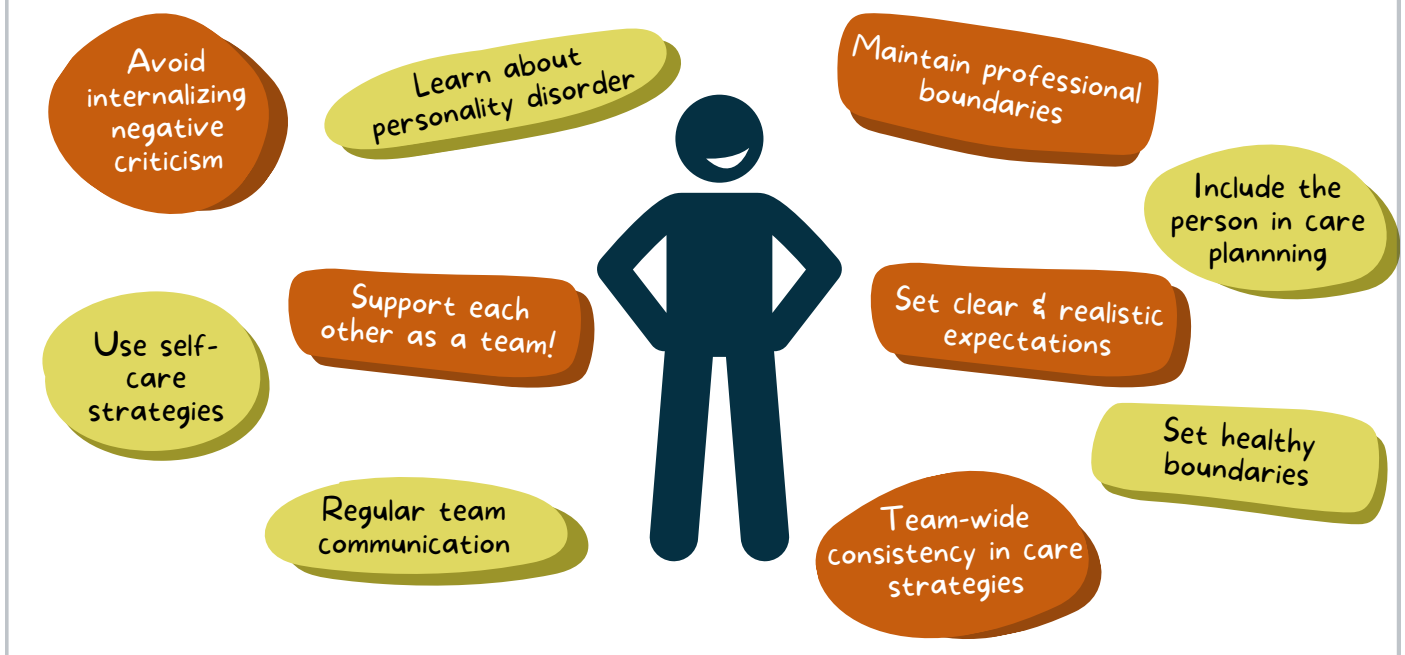 Avoid
internalizing
negative
criticism
Learn about
personality disorder
Maintain professional
boundaries
Include the
person in care
plannning
Support each
other as a team!
Set clear & realistic
expectations
Use self-
care
strategies
Set healthy
boundaries
Regular team
communication
Team-wide
consistency in care
strategies